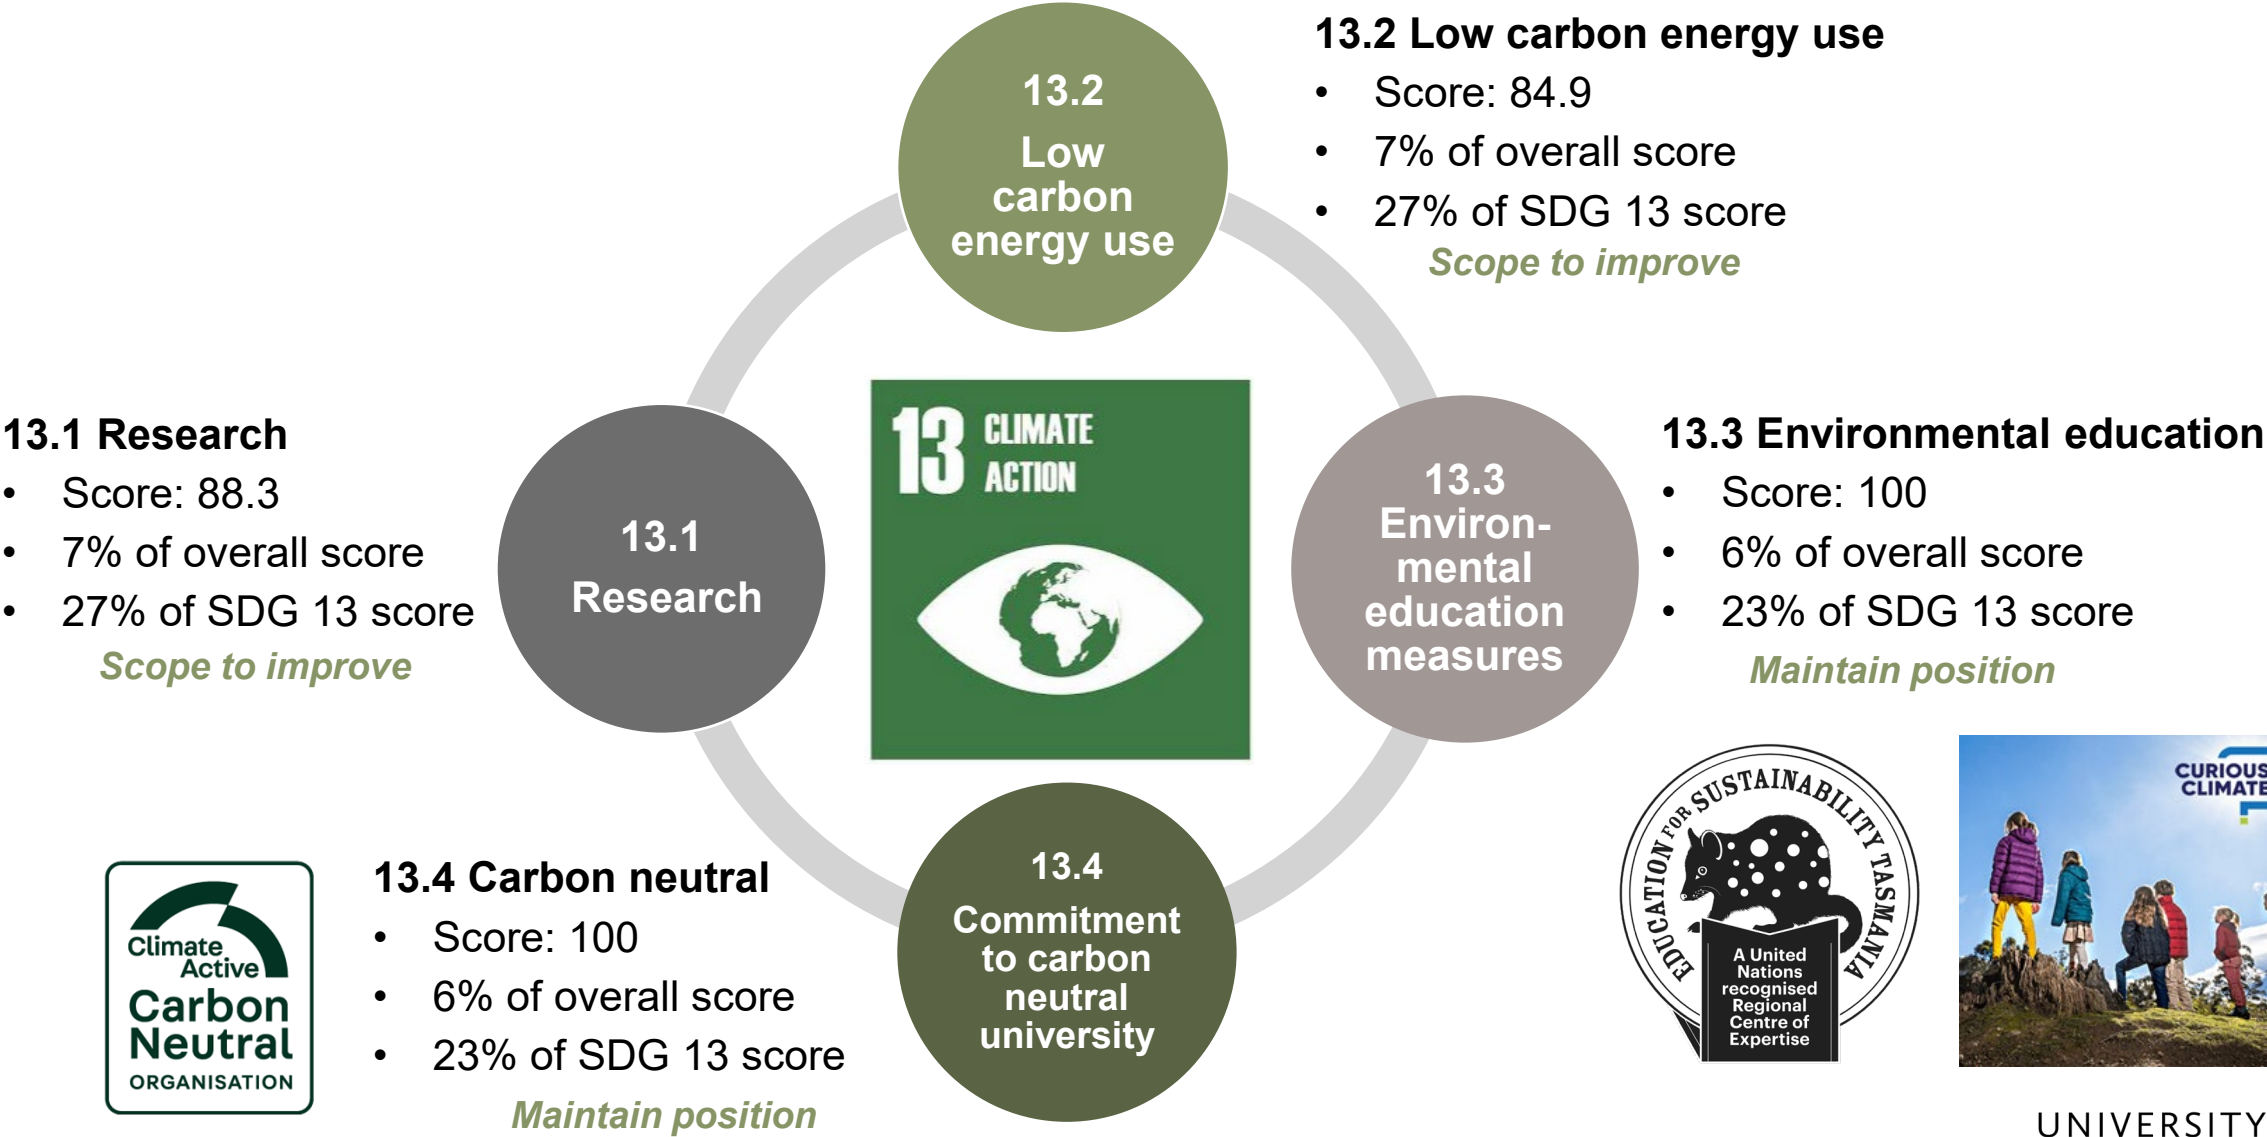 13.2 Low carbon energy use
• Score: 84.9
• 7% of overall score
• 27% of SDG 13 score
Scope to improve
13.2
Low
carbon
energy use
13.1 Research
• Score: 88.3
• 7% of overall score
• 27% of SDG 13 score
Scope to improve
13.1
Research
13 CLIMATE
ACTION
13.3
Environ-
mental
education
measures
13.3 Environmental education
• Score: 100
• 6% of overall score
• 23% of SDG 13 score
Maintain position
Climate
Active
Carbon
Neutral
ORGANISATION
13.4 Carbon neutral
• Score: 100
• 6% of overall score
• 23% of SDG 13 score
Maintain position
13.4
Commitment
to carbon
neutral
university
EDUCATION FOR SUSTAINABILITY TASMANIA
A United
Nations
recognised
Regional
Centre of
Expertise
CURIOUS
CLIMATE
UNIVERSITY